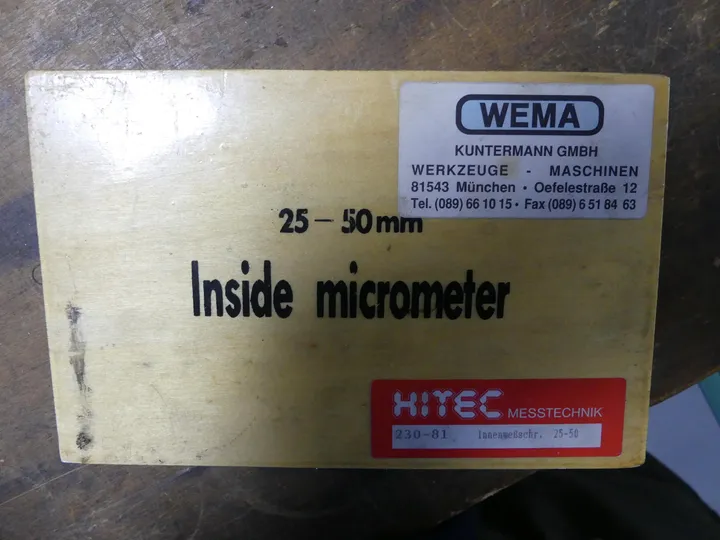 WEMA
KUNTERMANN GMBH
WERKZEUGE - MASCHINEN
81543 München · Oefelestraße 12
Tel. (089) 66 10 15 · Fax (089) 6 51 84 63
25 – 50 mm
Inside micrometer
HITEC MESSTECHNIK
230-81 Innenmeßschr. 25-50